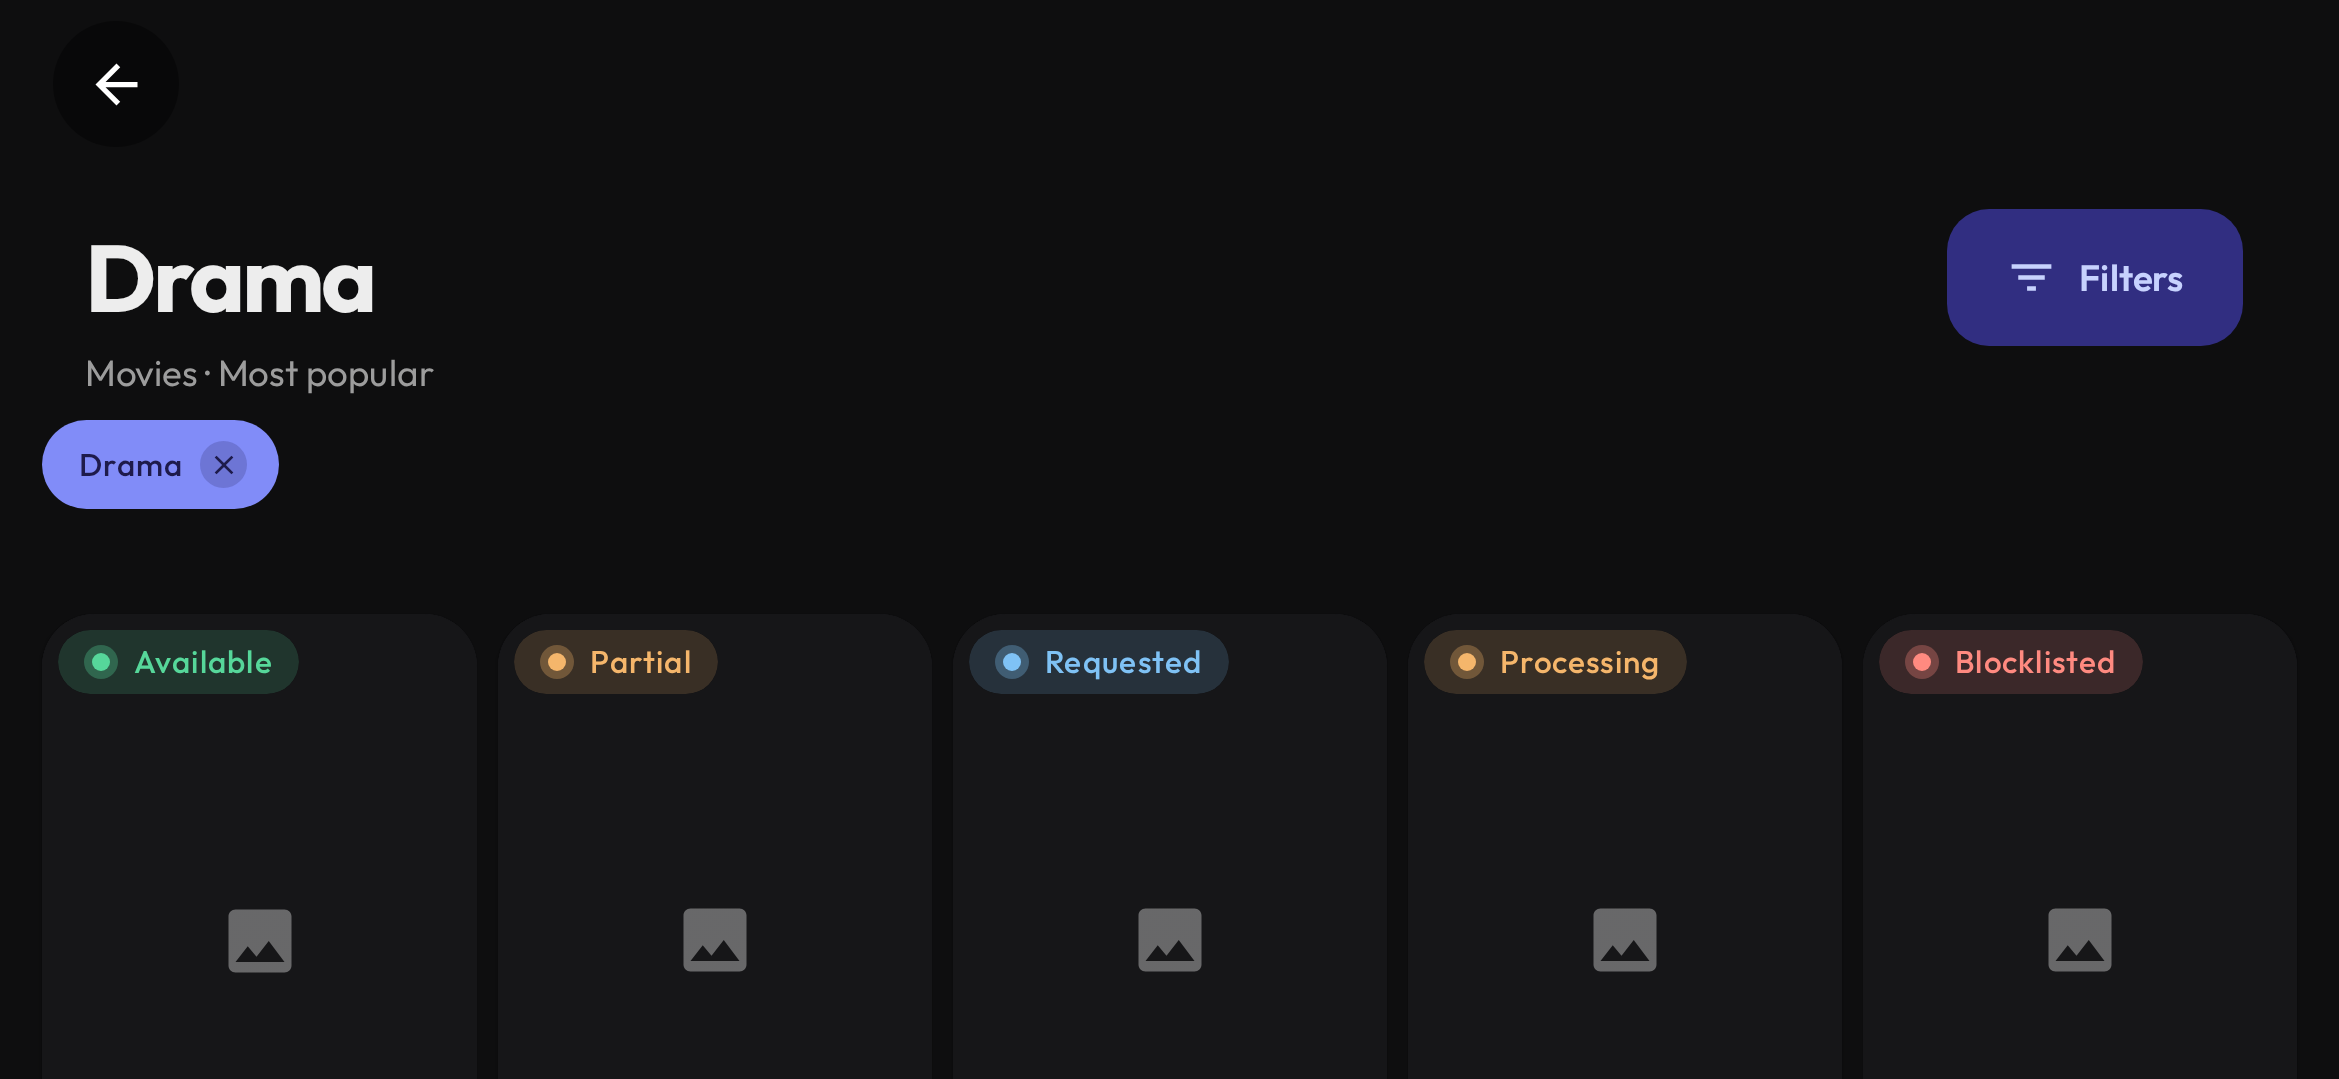 Drama
Filters
Movies · Most popular
Drama
Available
Partial
Requested
Processing
Blocklisted